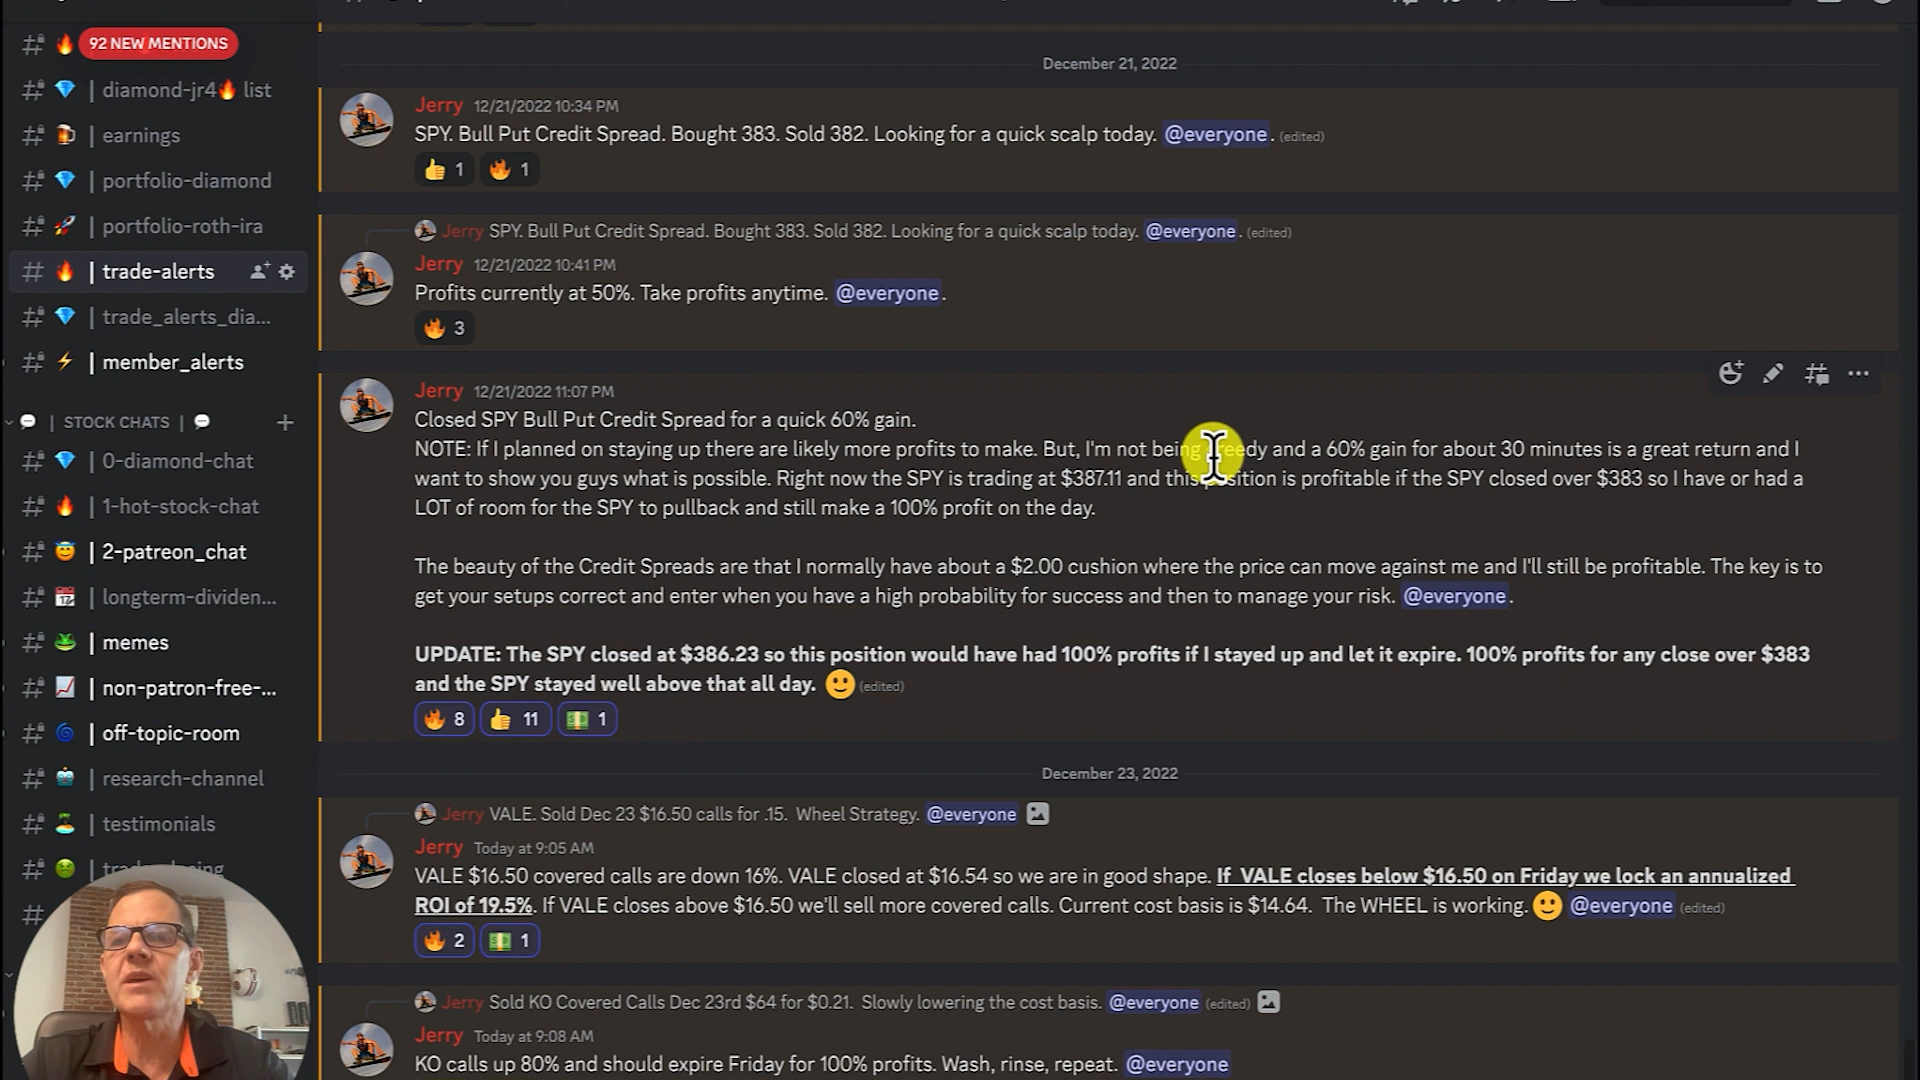 92 NEW MENTIONS
diamond-jr4🔥 list
earnings
portfolio-diamond
portfolio-roth-ira
trade-alerts
trade_alerts_dia...
member_alerts
STOCK CHATS
0-diamond-chat
1-hot-stock-chat
2-patreon_chat
longterm-dividen...
memes
non-patron-free-...
off-topic-room
research-channel
testimonials
December 21, 2022
Jerry 12/21/2022 10:34 PM
SPY. Bull Put Credit Spread. Bought 383. Sold 382. Looking for a quick scalp today. @everyone. (edited)
👍 1 🔥 1
Jerry SPY. Bull Put Credit Spread. Bought 383. Sold 382. Looking for a quick scalp today. @everyone. (edited)
Jerry 12/21/2022 10:41 PM
Profits currently at 50%. Take profits anytime. @everyone.
🔥 3
Jerry 12/21/2022 11:07 PM
Closed SPY Bull Put Credit Spread for a quick 60% gain.
NOTE: If I planned on staying up there are likely more profits to make. But, I'm not being greedy and a 60% gain for about 30 minutes is a great return and I
want to show you guys what is possible. Right now the SPY is trading at $387.11 and this position is profitable if the SPY closed over $383 so I have or had a
LOT of room for the SPY to pullback and still make a 100% profit on the day.
The beauty of the Credit Spreads are that I normally have about a $2.00 cushion where the price can move against me and I'll still be profitable. The key is to
get your setups correct and enter when you have a high probability for success and then to manage your risk. @everyone.
UPDATE: The SPY closed at $386.23 so this position would have had 100% profits if I stayed up and let it expire. 100% profits for any close over $383
and the SPY stayed well above that all day. 🙂 (edited)
🔥 8 👍 11 💵 1
December 23, 2022
Jerry VALE. Sold Dec 23 $16.50 calls for .15. Wheel Strategy. @everyone
Jerry Today at 9:05 AM
VALE $16.50 covered calls are down 16%. VALE closed at $16.54 so we are in good shape. If VALE closes below $16.50 on Friday we lock an annualized
ROI of 19.5%. If VALE closes above $16.50 we'll sell more covered calls. Current cost basis is $14.64. The WHEEL is working. 🙂 @everyone (edited)
🔥 2 💵 1
Jerry Sold KO Covered Calls Dec 23rd $64 for $0.21. Slowly lowering the cost basis. @everyone (edited)
Jerry Today at 9:08 AM
KO calls up 80% and should expire Friday for 100% profits. Wash, rinse, repeat. @everyone